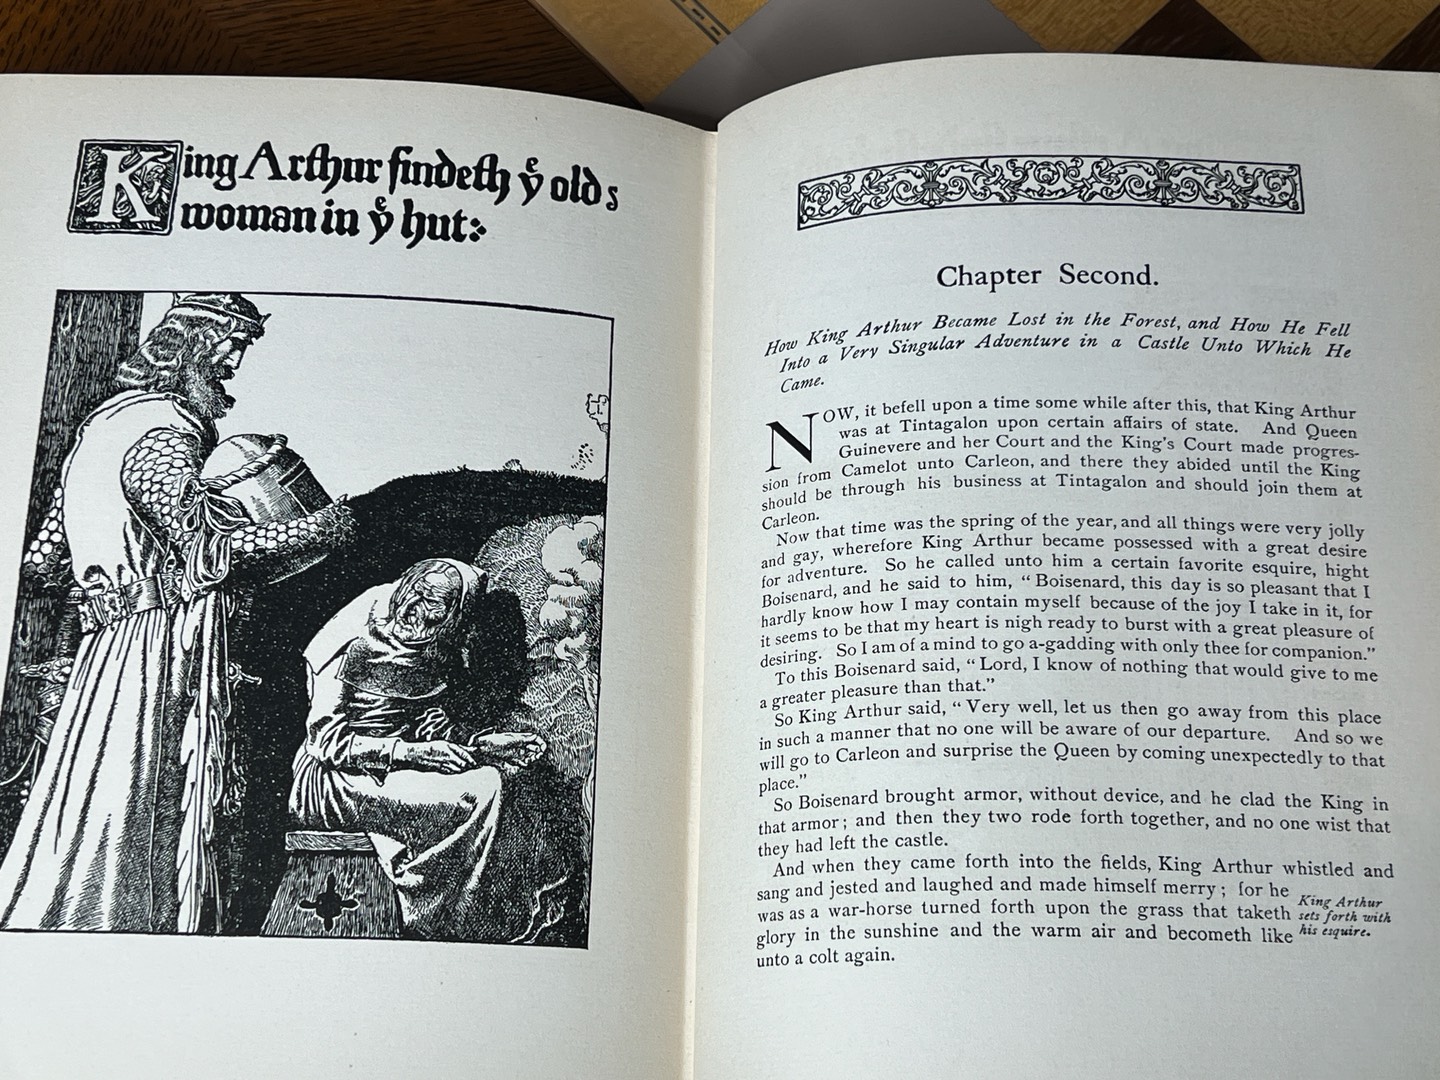 King Arthur findeth yͤ old
woman in yͤ hut:
Chapter Second.
How King Arthur Became Lost in the Forest, and How He Fell
Into a Very Singular Adventure in a Castle Unto Which He
Came.
NOW, it befell upon a time some while after this, that King Arthur
was at Tintagalon upon certain affairs of state. And Queen
Guinevere and her Court and the King's Court made progres-
sion from Camelot unto Carleon, and there they abided until the King
should be through his business at Tintagalon and should join them at
Carleon.
Now that time was the spring of the year, and all things were very jolly
and gay, wherefore King Arthur became possessed with a great desire
for adventure. So he called unto him a certain favorite esquire, hight
Boisenard, and he said to him, “Boisenard, this day is so pleasant that I
hardly know how I may contain myself because of the joy I take in it, for
it seems to be that my heart is nigh ready to burst with a great pleasure of
desiring. So I am of a mind to go a-gadding with only thee for companion.”
To this Boisenard said, “Lord, I know of nothing that would give to me
a greater pleasure than that.”
So King Arthur said, “Very well, let us then go away from this place
in such a manner that no one will be aware of our departure. And so we
will go to Carleon and surprise the Queen by coming unexpectedly to that
place.”
So Boisenard brought armor, without device, and he clad the King in
that armor; and then they two rode forth together, and no one wist that
they had left the castle.
And when they came forth into the fields, King Arthur whistled and
sang and jested and laughed and made himself merry; for he
was as a war-horse turned forth upon the grass that taketh
glory in the sunshine and the warm air and becometh like
unto a colt again.
King Arthur
sets forth with
his esquire.